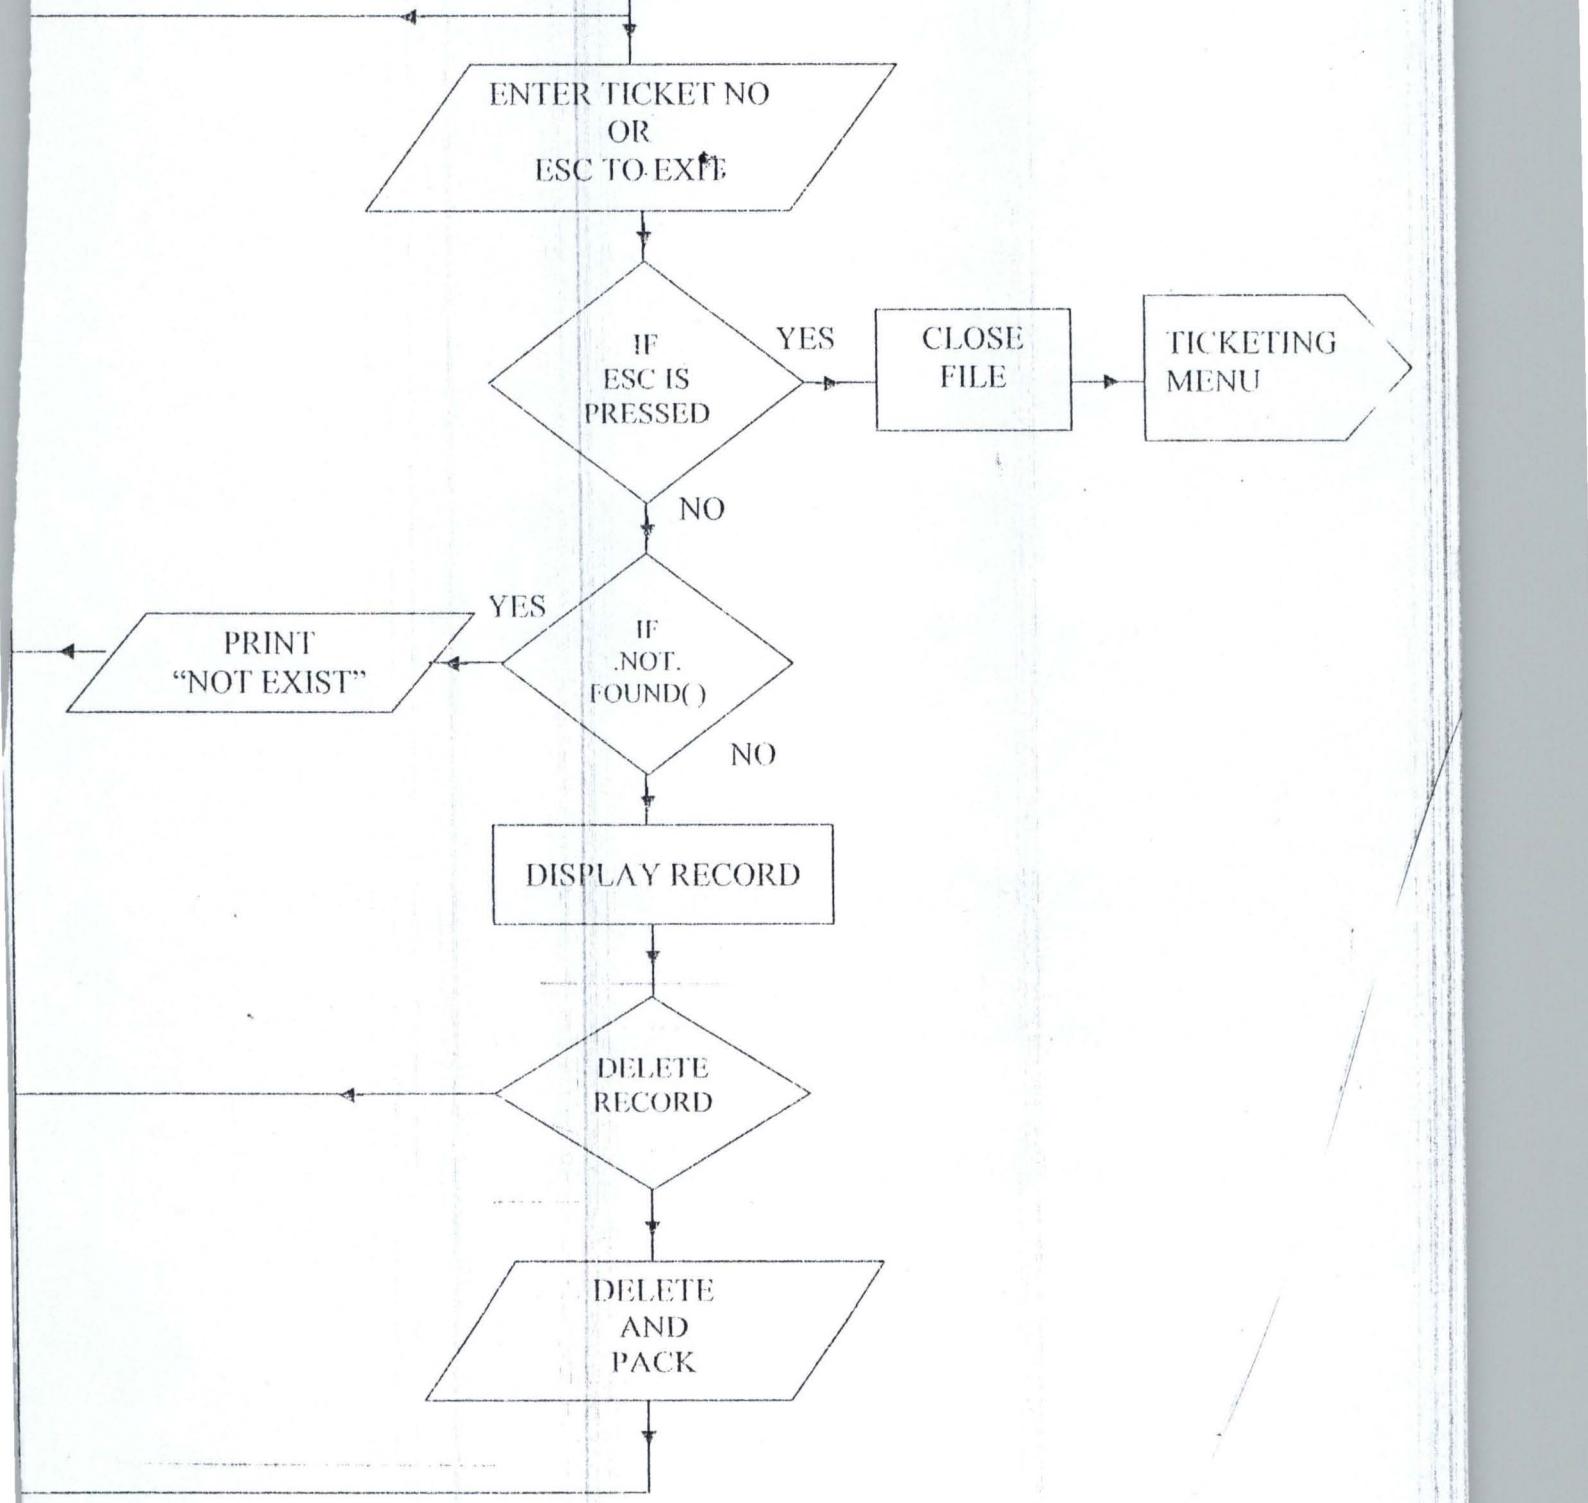 ENTER TICKET NO
OR
ESC TO EXIT
IF
ESC IS
PRESSED
YES
CLOSE
FILE
TICKETING
MENU
NO
YES
PRINT
“NOT EXIST”
IF
.NOT.
FOUND( )
NO
DISPLAY RECORD
DELETE
RECORD
DELETE
AND
PACK